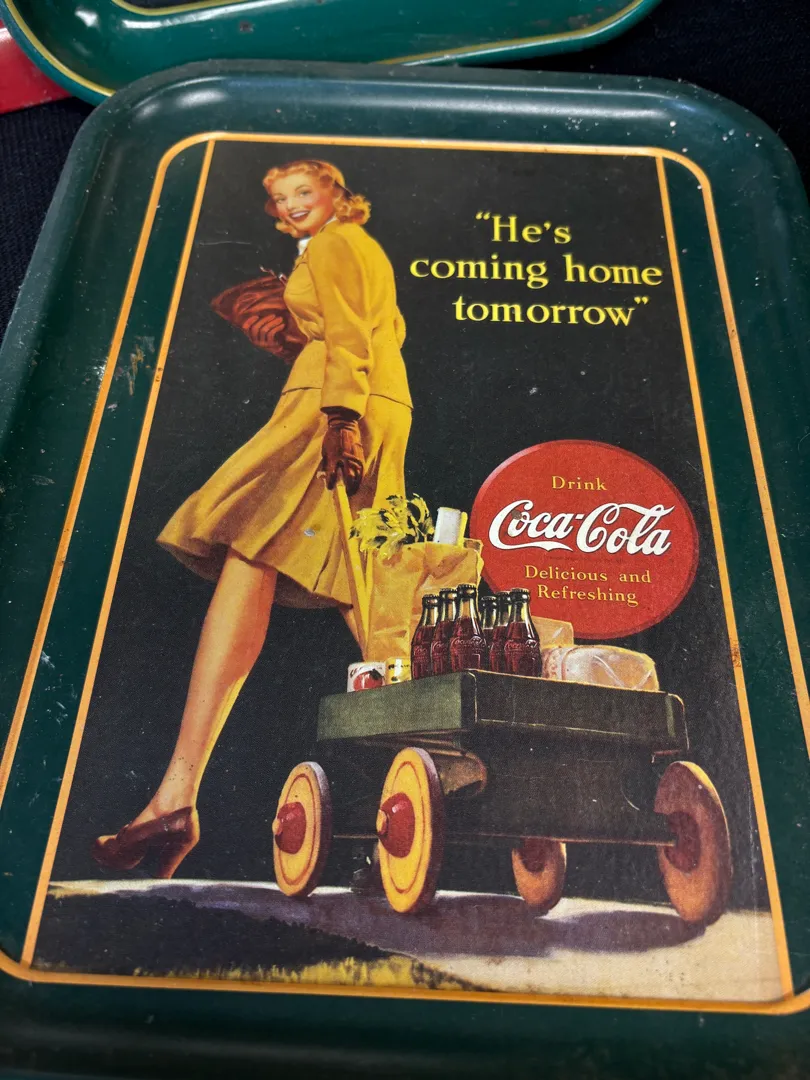 "He's
coming home
tomorrow"
Drink
Coca-Cola
Delicious and
Refreshing